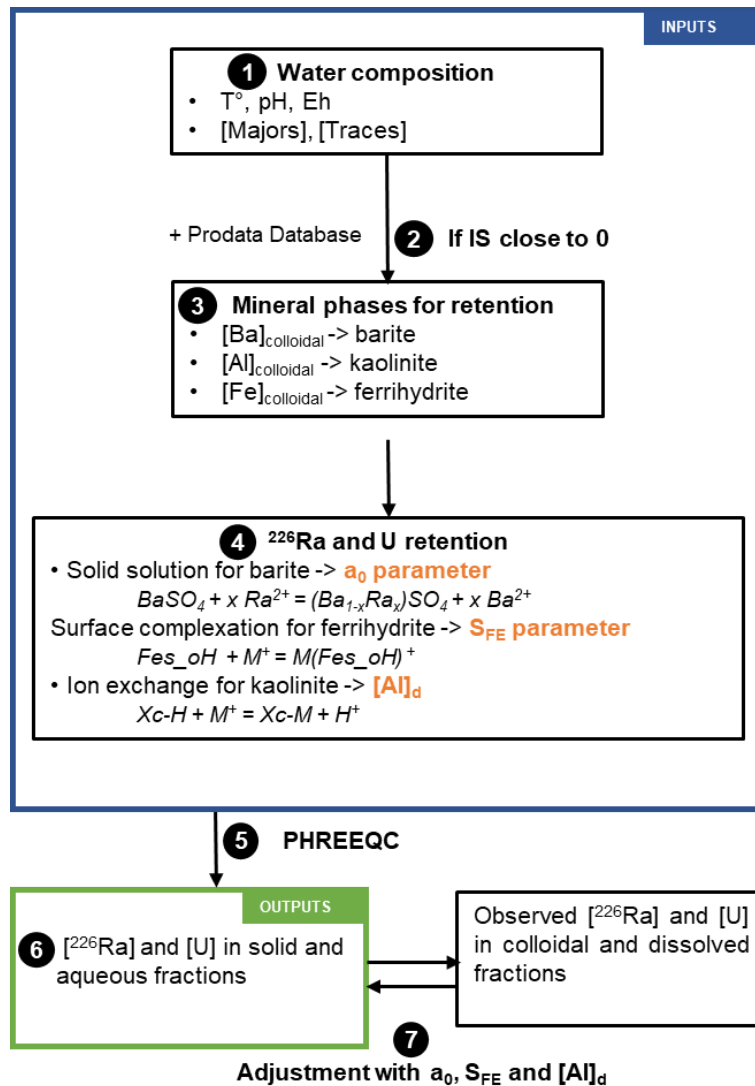 INPUTS
1 Water composition
• T°, pH, Eh
• [Majors], [Traces]
+ Prodata Database
2 If IS close to 0
3 Mineral phases for retention
• [Ba]colloidal -> barite
• [Al]colloidal -> kaolinite
• [Fe]colloidal -> ferrihydrite
4 ²²⁶Ra and U retention
• Solid solution for barite -> a₀ parameter
BaSO₄ + x Ra²⁺ = (Ba₁₋ₓRaₓ)SO₄ + x Ba²⁺
Surface complexation for ferrihydrite -> S_FE parameter
Fes_oH + M⁺ = M(Fes_oH)⁺
• Ion exchange for kaolinite -> [Al]d
Xc-H + M⁺ = Xc-M + H⁺
5 PHREEQC
OUTPUTS
6 [²²⁶Ra] and [U] in solid and
aqueous fractions
Observed [²²⁶Ra] and [U]
in colloidal and dissolved
fractions
7
Adjustment with a₀, S_FE and [Al]d